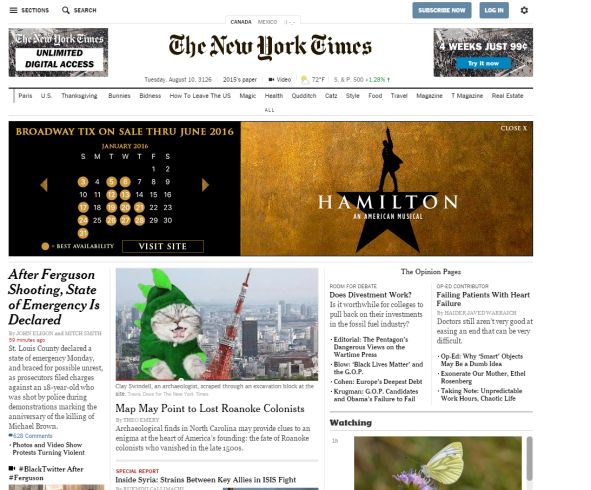 SECTIONS
SEARCH
SUBSCRIBE NOW
LOG IN
CANADA
MEXICO
The New York Times
UNLIMITED
DIGITAL ACCESS
The New York Times
4 WEEKS JUST 99¢
Try it now
Tuesday, August 10, 3126
2015's paper
Video
72°F
S. & P. 500 +1.28% ↑
Paris U.S. Thanksgiving Bunnies Bidness How To Leave The US Magic Health Qudditch Catz Style Food Travel Magazine T Magazine Real Estate
ALL
BROADWAY TIX ON SALE THRU JUNE 2016
JANUARY 2016
S M T W T F S
1 2
3 4 5 6 7 8 9
10 11 12 13 14 15 16
17 18 19 20 21 22 23
24 25 26 27 28 29 30
31
= BEST AVAILABILITY
VISIT SITE
CLOSE X
HAMILTON
AN AMERICAN MUSICAL
After Ferguson
Shooting, State
of Emergency Is
Declared
By JOHN ELIGON and MITCH SMITH
59 minutes ago
St. Louis County declared a
state of emergency Monday,
and braced for possible unrest,
as prosecutors filed charges
against an 18-year-old who
was shot by police during
demonstrations marking the
anniversary of the killing of
Michael Brown.
628 Comments
· Photos and Video Show
Protests Turning Violent
#BlackTwitter After
#Ferguson
Clay Swindell, an archaeologist, scraped through an excavation block at the
site. Travis Dove for The New York Times
Map May Point to Lost Roanoke Colonists
By THEO EMERY
Archaeological finds in North Carolina may provide clues to an
enigma at the heart of America's founding: the fate of Roanoke
colonists who vanished in the late 1500s.
SPECIAL REPORT
Inside Syria: Strains Between Key Allies in ISIS Fight
The Opinion Pages
ROOM FOR DEBATE
Does Divestment Work?
Is it worthwhile for colleges
to pull back on their investments
in the fossil fuel industry?
· Editorial: The Pentagon's
Dangerous Views on the
Wartime Press
· Blow: 'Black Lives Matter' and
the G.O.P.
· Cohen: Europe's Deepest Debt
· Krugman: G.O.P. Candidates
and Obama's Failure to Fail
OP-ED CONTRIBUTOR
Failing Patients With Heart
Failure
By HAIDER JAVED WARRAICH
Doctors still aren't very good at
easing an end that can be very
difficult.
· Op-Ed: Why 'Smart' Objects
May Be a Dumb Idea
· Exonerate Our Mother, Ethel
Rosenberg
· Taking Note: Unpredictable
Work Hours, Chaotic Life
Watching
1h